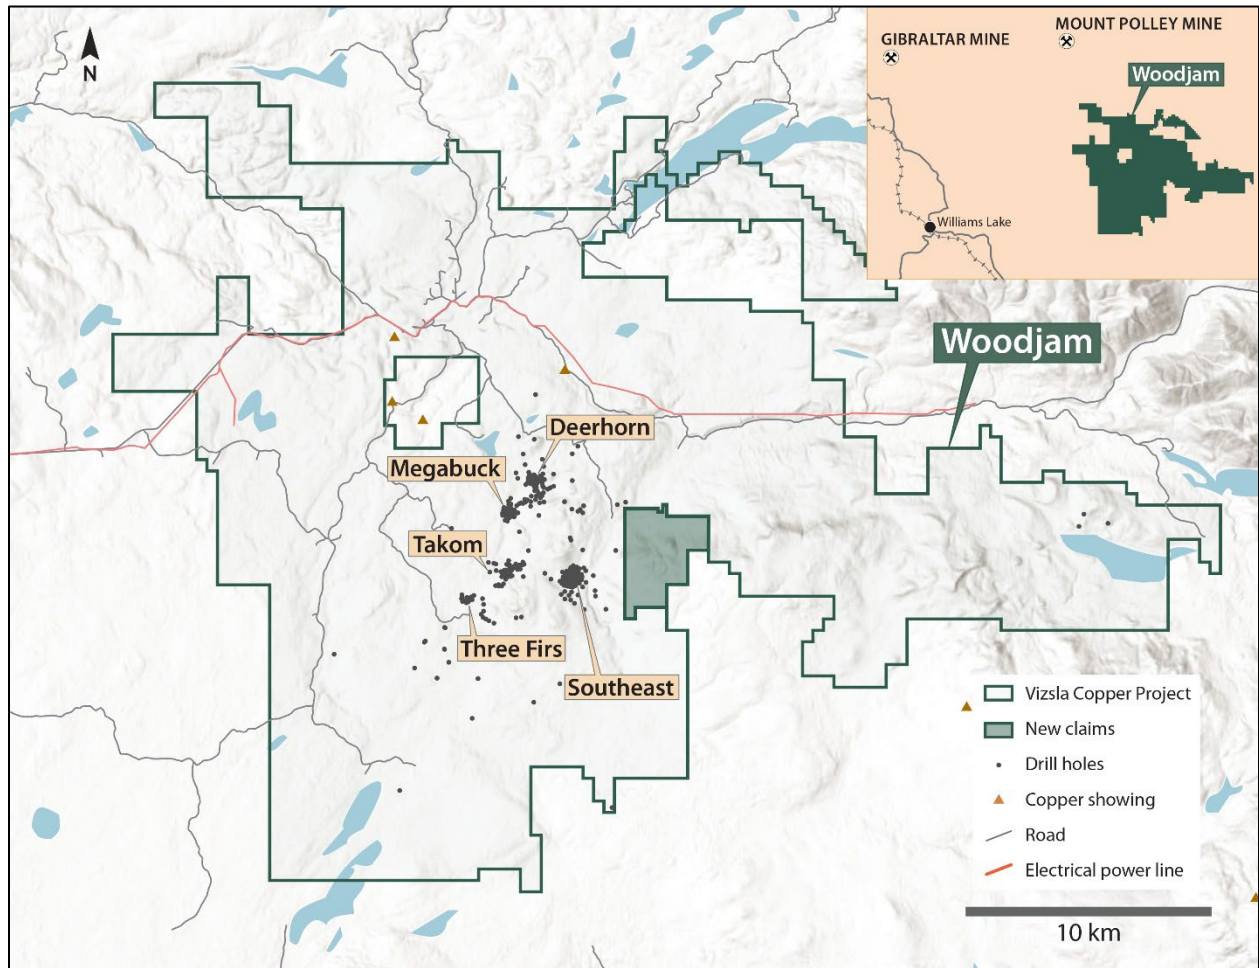 N
GIBRALTAR MINE
MOUNT POLLEY MINE
Woodjam
Williams Lake
Woodjam
Deerhorn
Megabuck
Takom
Three Firs
Southeast
Vizsla Copper Project
New claims
Drill holes
Copper showing
Road
Electrical power line
10 km